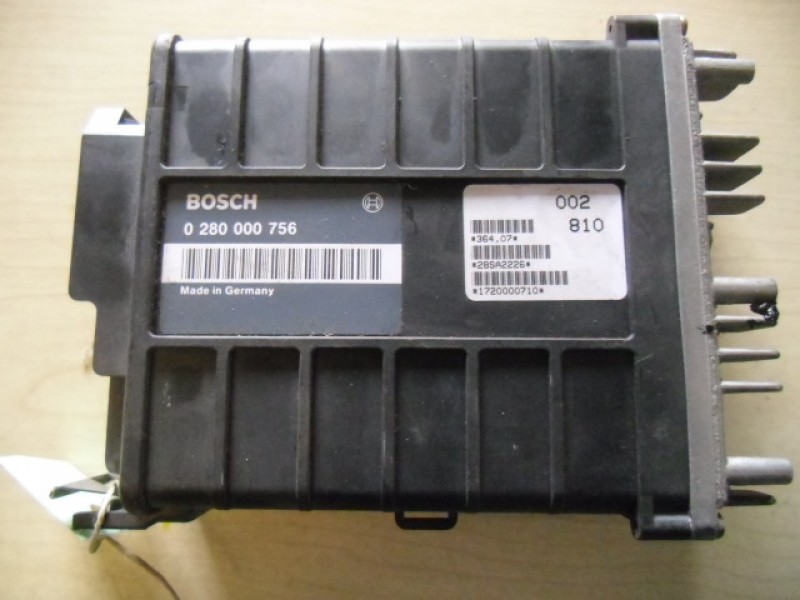 BOSCH
0 280 000 756
Made in Germany
002
810
*364.07*
*28SA2226*
*1720000710*